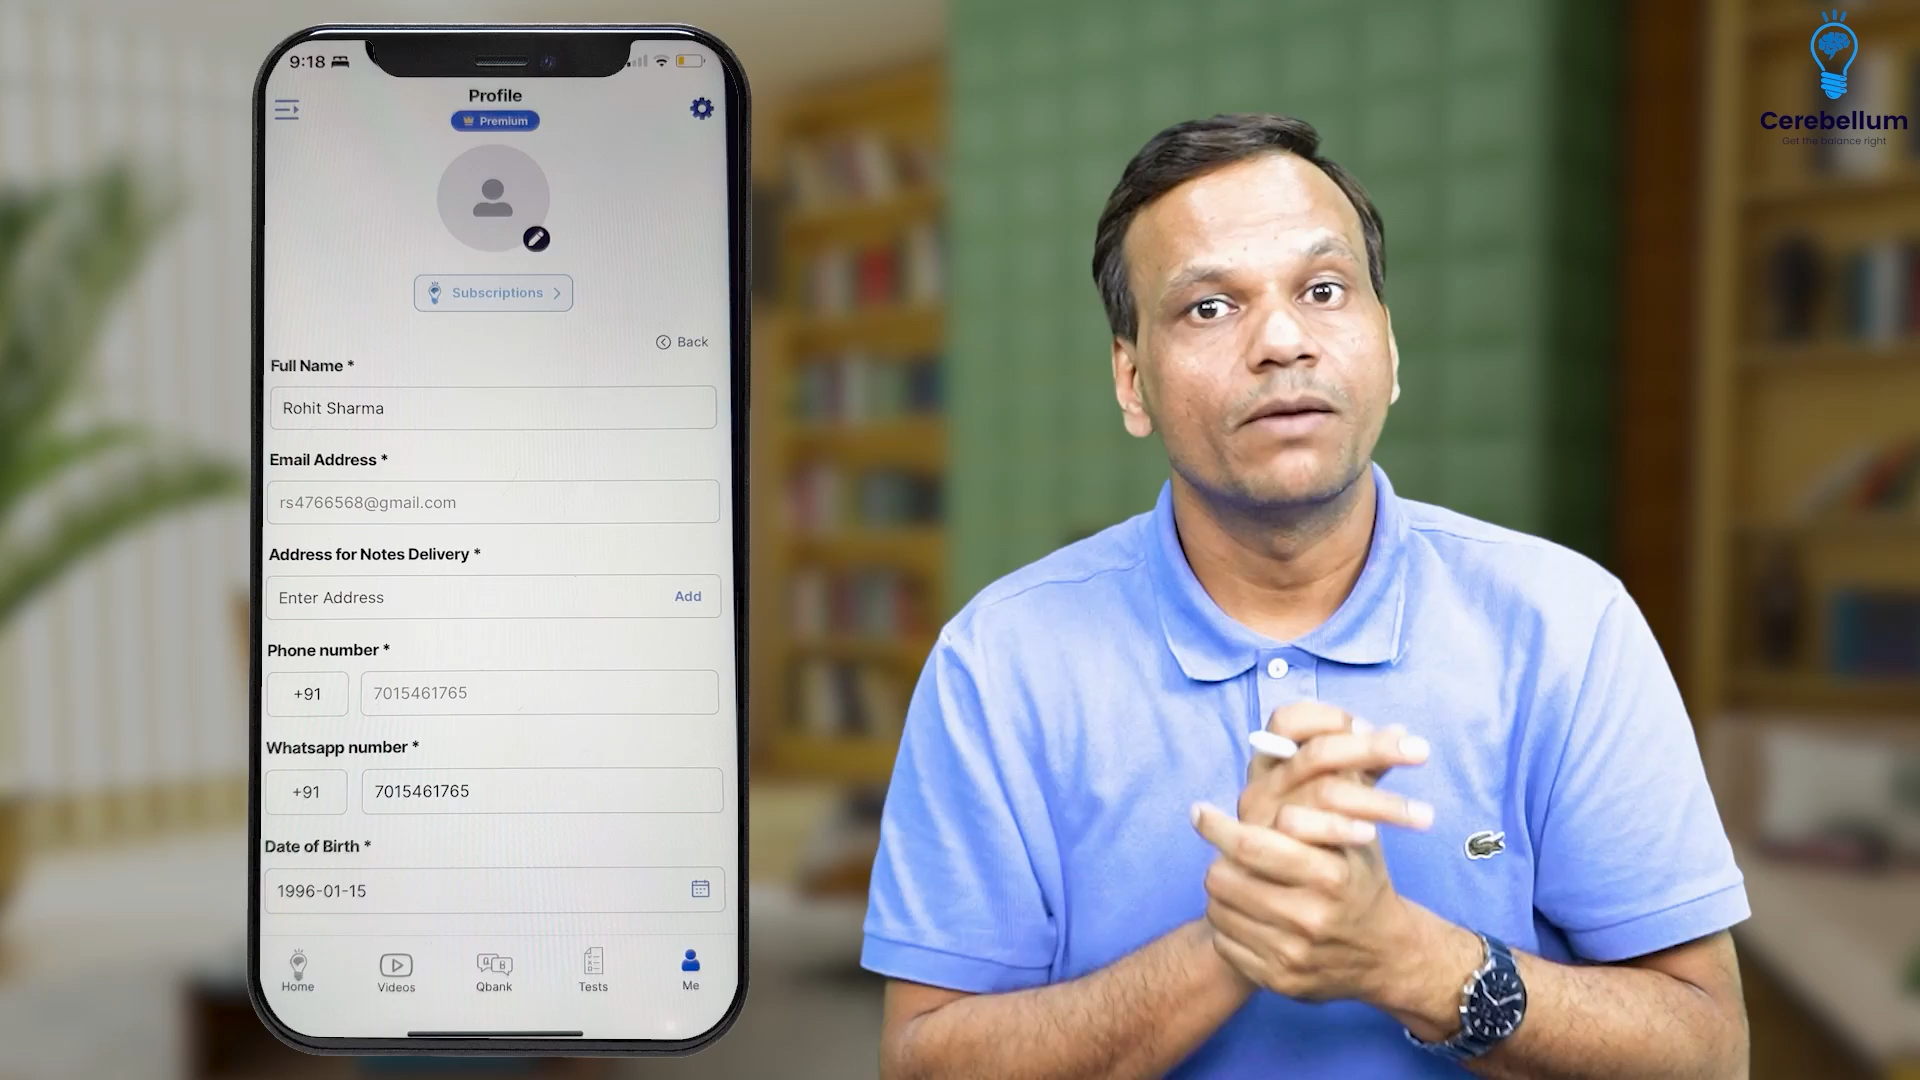 9:18
Profile
Premium
Subscriptions
Back
Full Name *
Rohit Sharma
Email Address *
rs4766568@gmail.com
Address for Notes Delivery *
Enter Address
Add
Phone number *
+91
7015461765
Whatsapp number *
+91
7015461765
Date of Birth *
1996-01-15
Home
Videos
Qbank
Tests
Me
Cerebellum
Get the balance right